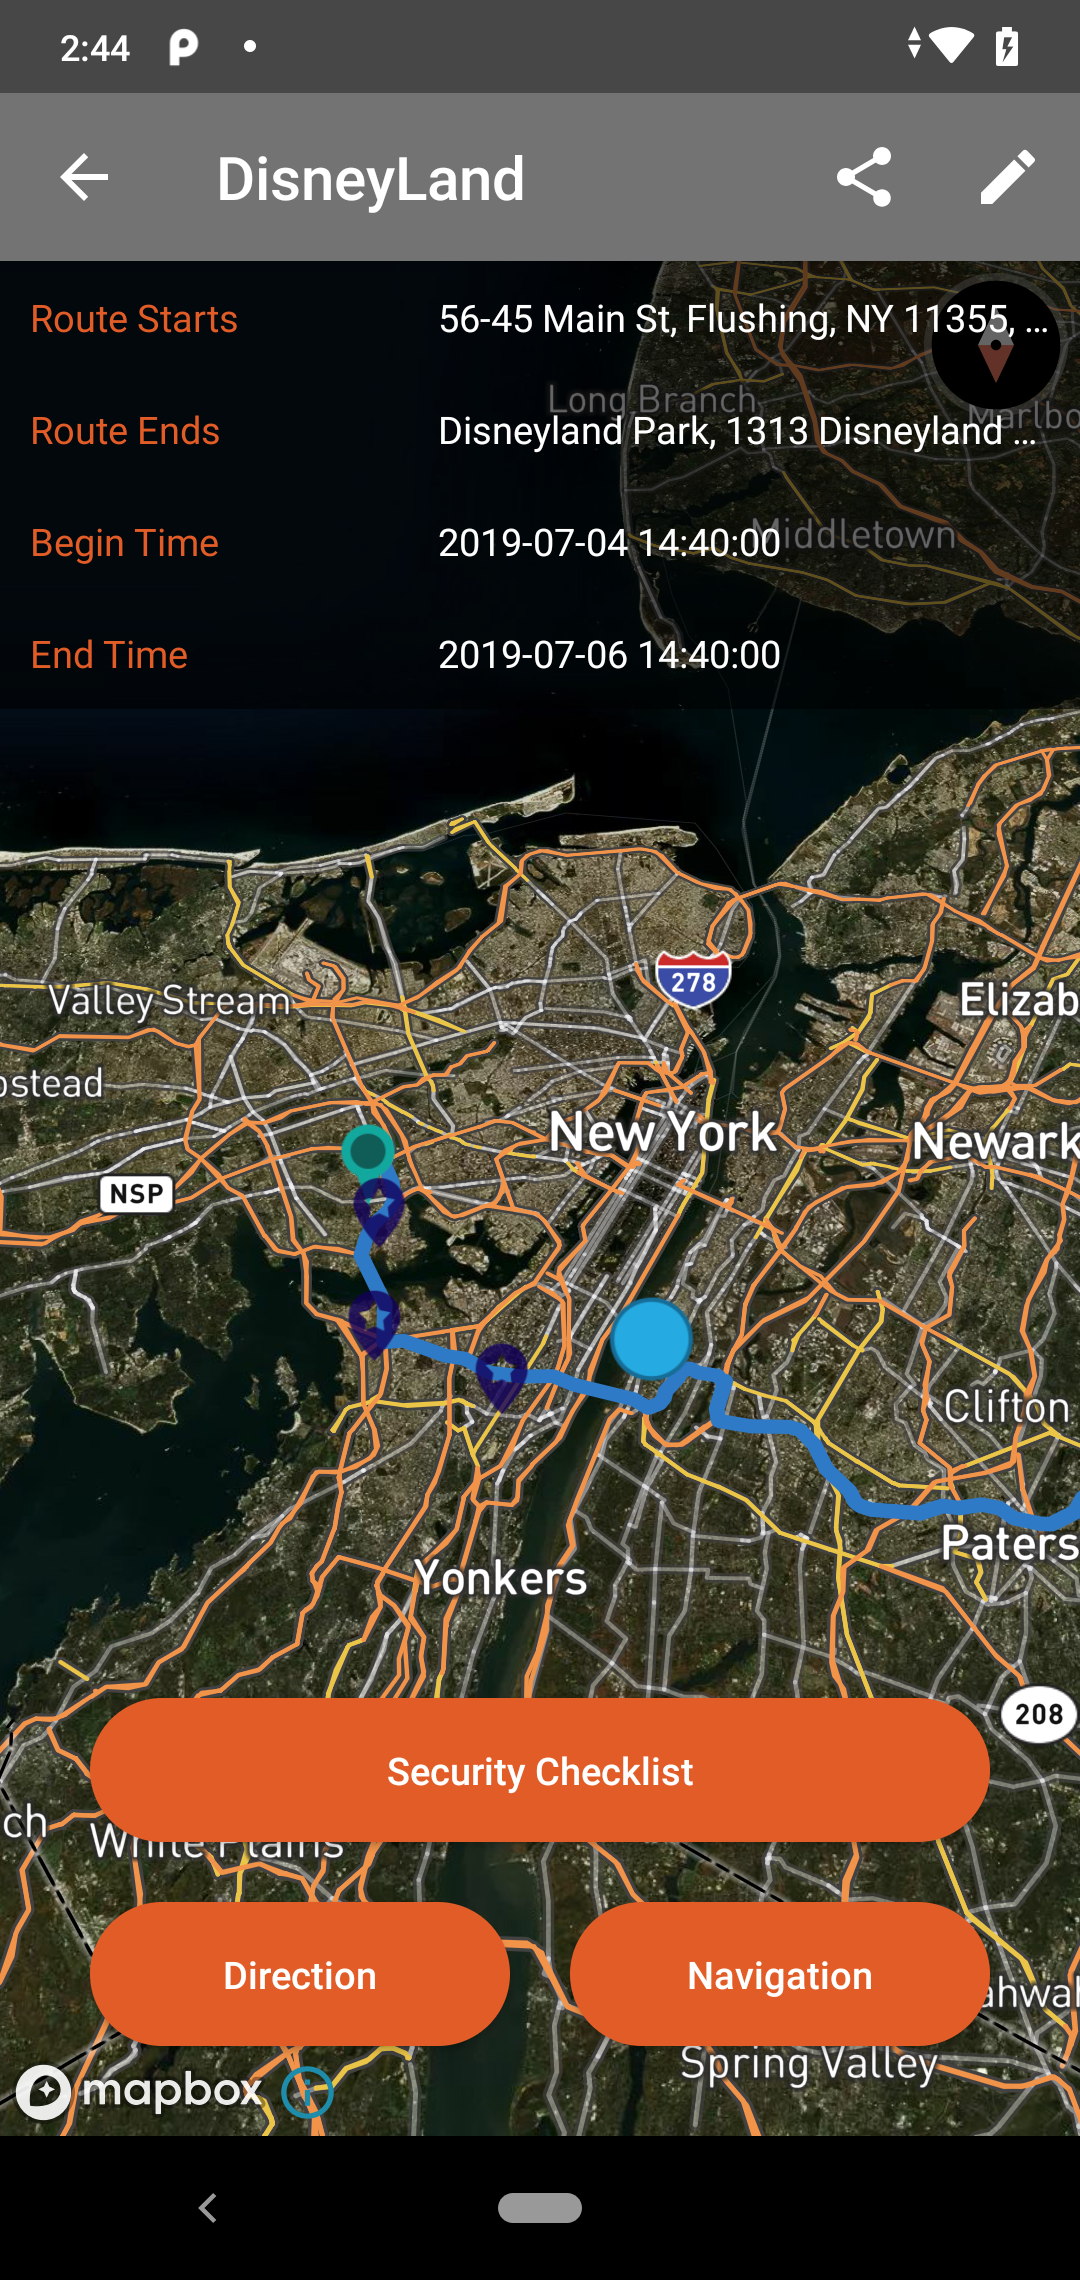 2:44
DisneyLand
Route Starts 56-45 Main St, Flushing, NY 11355, ...
Long Branch
Marlbo
Route Ends Disneyland Park, 1313 Disneyland ...
Begin Time 2019-07-04 14:40:00
Middletown
End Time 2019-07-06 14:40:00
278
Valley Stream
Elizab
ostead
New York
Newark
NSP
Clifton
Paters
Yonkers
208
Security Checklist
ch
White Plains
Direction
Navigation
ahwah
Spring Valley
mapbox